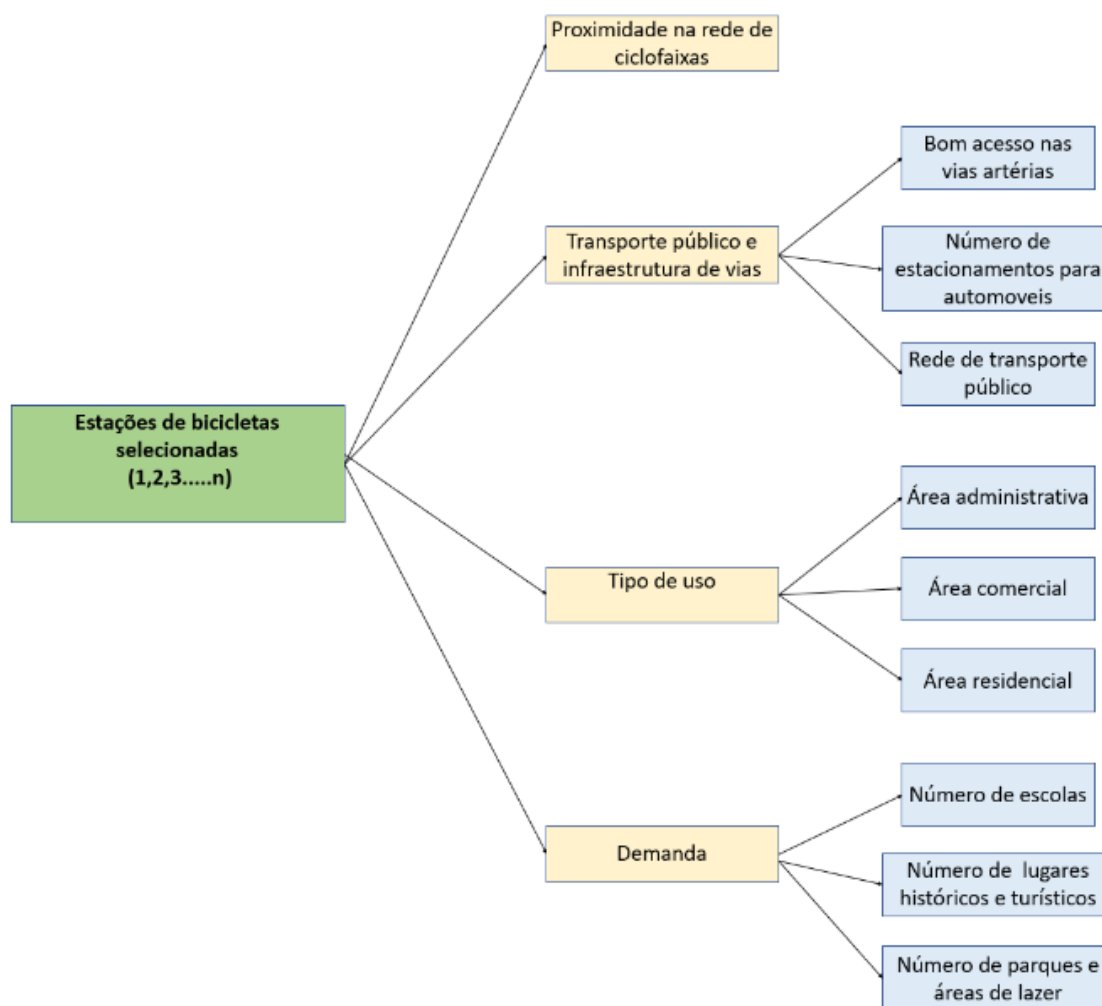 Proximidade na rede de
ciclofaixas
Bom acesso nas
vias artérias
Transporte público e
infraestrutura de vias
Número de
estacionamentos para
automoveis
Rede de transporte
público
Estações de bicicletas
selecionadas
(1,2,3.....n)
Área administrativa
Tipo de uso
Área comercial
Área residencial
Número de escolas
Demanda
Número de  lugares
históricos e turísticos
Número de parques e
áreas de lazer